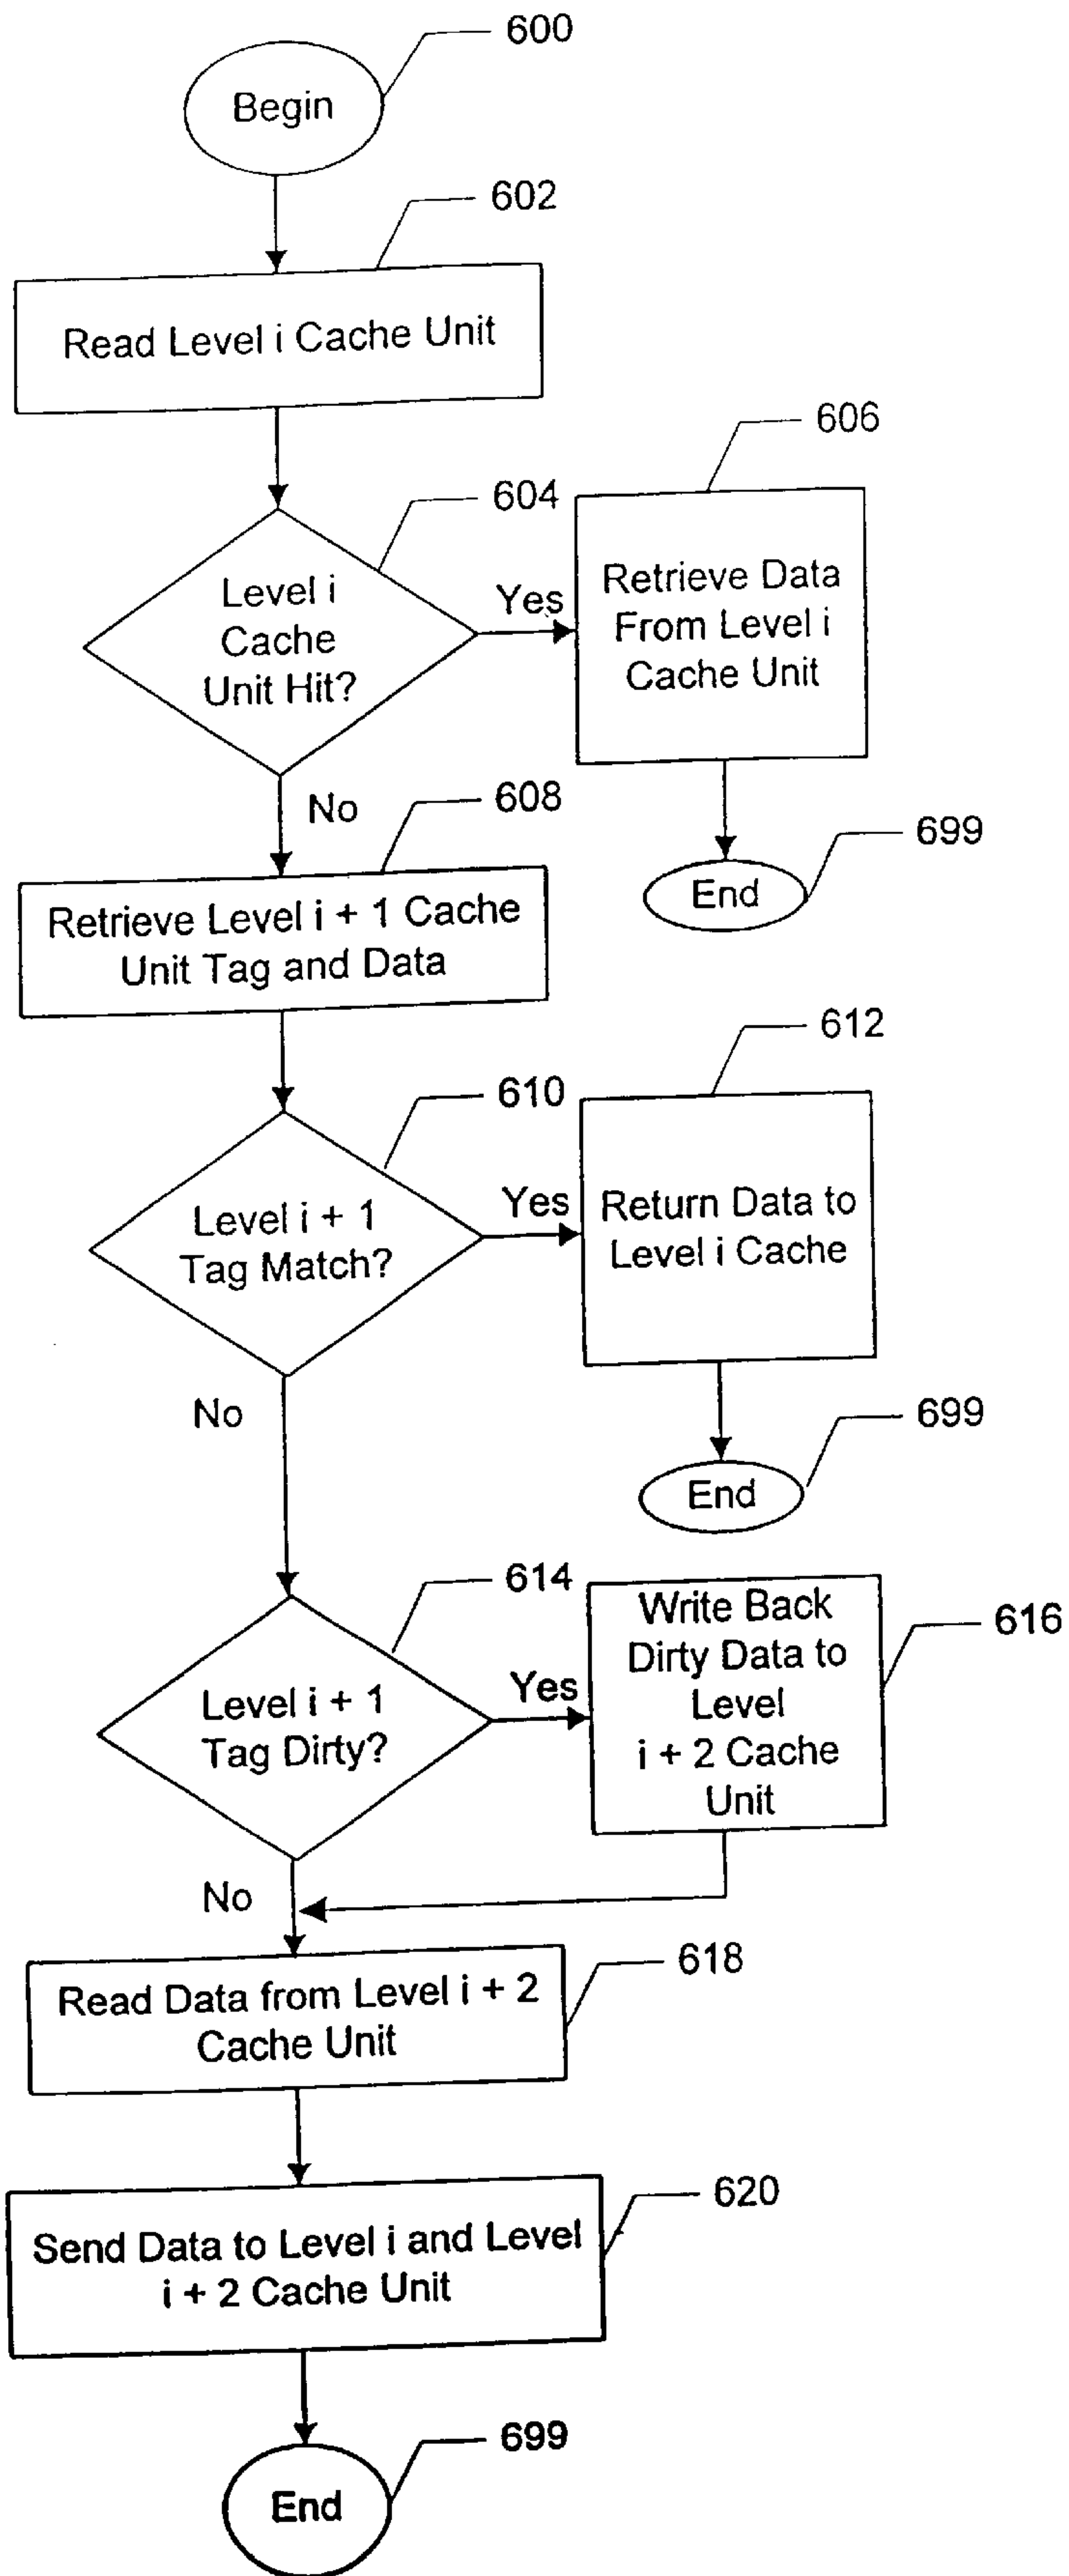 600
Begin
602
Read Level i Cache Unit
606
604
Level i
Cache
Unit Hit?
Yes
Retrieve Data
From Level i
Cache Unit
No
608
699
End
Retrieve Level i + 1 Cache
Unit Tag and Data
612
610
Level i + 1
Tag Match?
Yes
Return Data to
Level i Cache
No
699
End
614
Level i + 1
Tag Dirty?
Yes
Write Back
Dirty Data to
Level
i + 2 Cache
Unit
616
No
618
Read Data from Level i + 2
Cache Unit
620
Send Data to Level i and Level
i + 2 Cache Unit
699
End